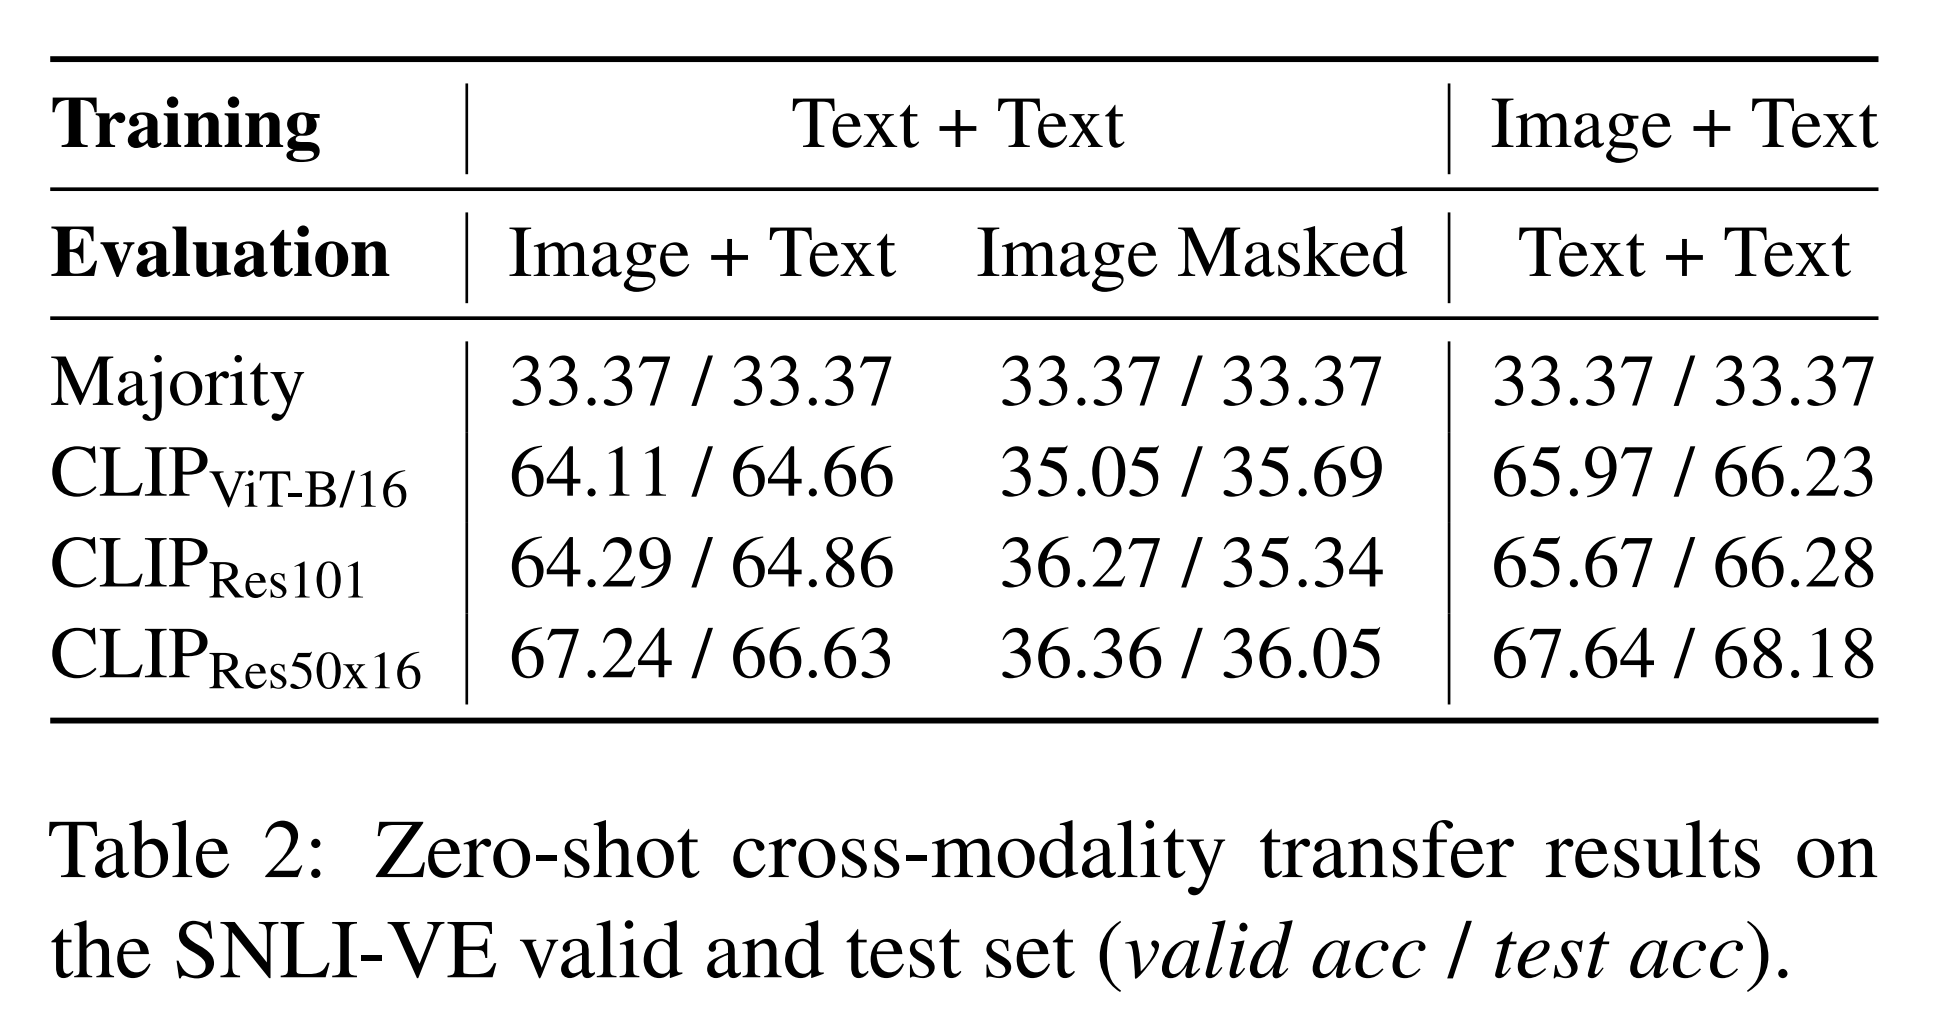 Training Text + Text Image + Text
Evaluation Image + Text Image Masked Text + Text
Majority 33.37 / 33.37 33.37 / 33.37 33.37 / 33.37
CLIP ViT-B/16 64.11 / 64.66 35.05 / 35.69 65.97 / 66.23
CLIP Res101 64.29 / 64.86 36.27 / 35.34 65.67 / 66.28
CLIP Res50x16 67.24 / 66.63 36.36 / 36.05 67.64 / 68.18
Table 2: Zero-shot cross-modality transfer results on
the SNLI-VE valid and test set (valid acc / test acc).